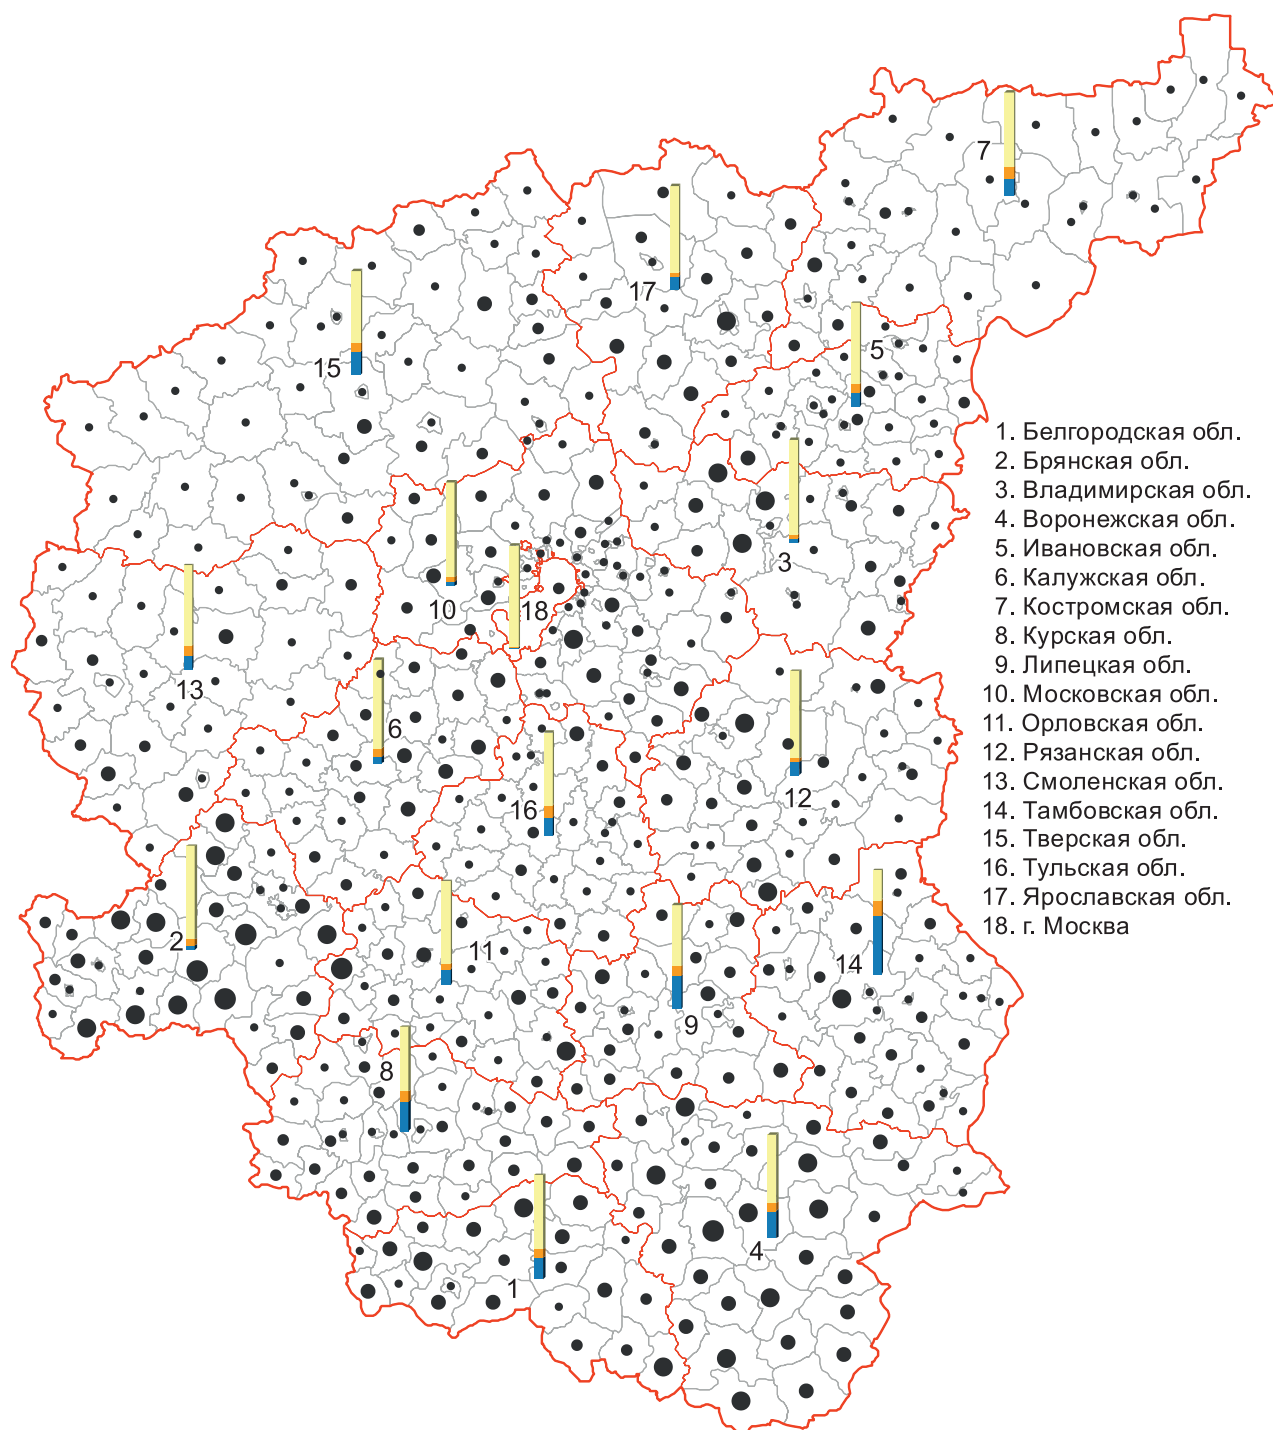 7
17
15
5
1. Белгородская обл.
2. Брянская обл.
3. Владимирская обл.
4. Воронежская обл.
5. Ивановская обл.
6. Калужская обл.
7. Костромская обл.
8. Курская обл.
9. Липецкая обл.
10. Московская обл.
11. Орловская обл.
12. Рязанская обл.
13. Смоленская обл.
14. Тамбовская обл.
15. Тверская обл.
16. Тульская обл.
17. Ярославская обл.
18. г. Москва
3
10
18
13
6
12
16
2
11
14
9
8
4
1